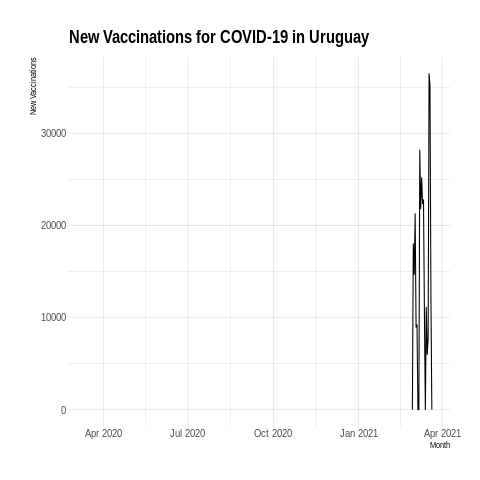 New Vaccinations for COVID-19 in Uruguay
New Vaccinations
30000
20000
10000
0
Apr 2020 Jul 2020 Oct 2020 Jan 2021 Apr 2021
Month